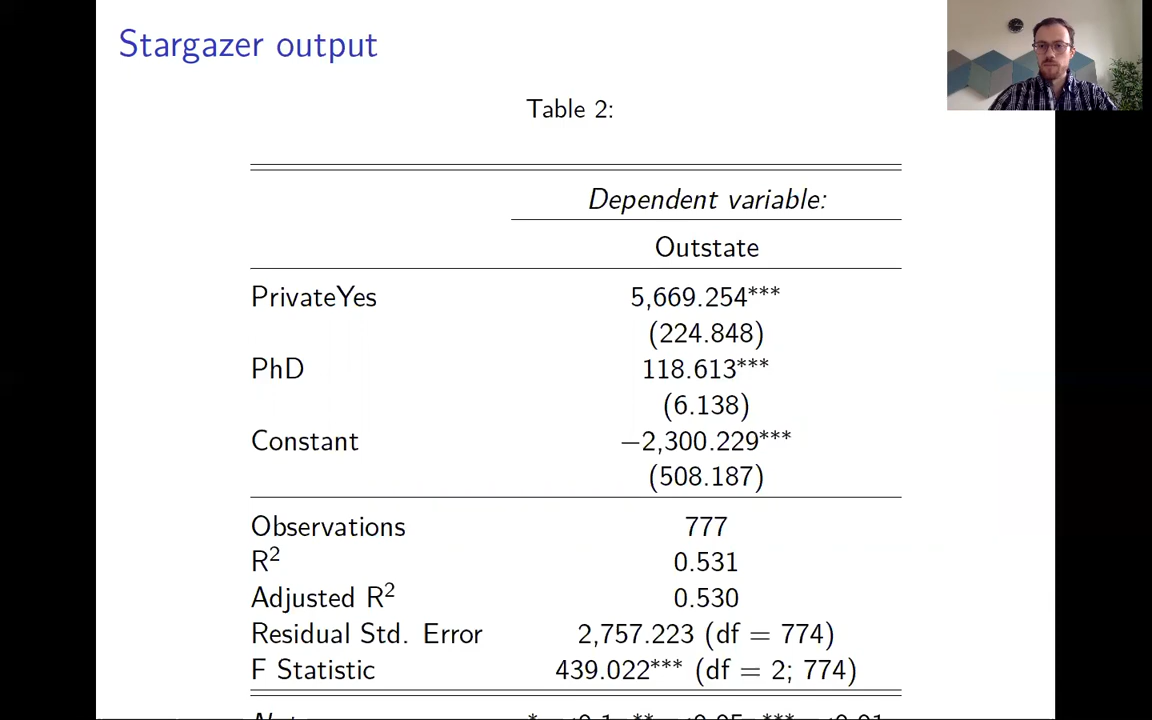 Stargazer output
Table 2:
Dependent variable:
Outstate
PrivateYes 5,669.254***
(224.848)
PhD 118.613***
(6.138)
Constant −2,300.229***
(508.187)
Observations 777
R² 0.531
Adjusted R² 0.530
Residual Std. Error 2,757.223 (df = 774)
F Statistic 439.022*** (df = 2; 774)